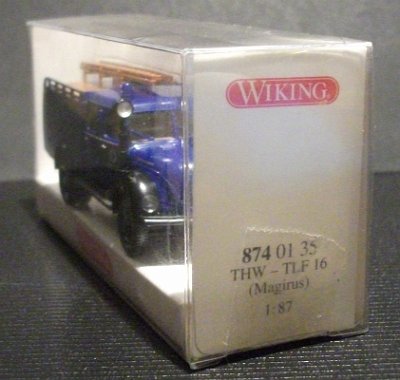 WIKING
874 01 35
THW - TLF 16
(Magirus)
1:87